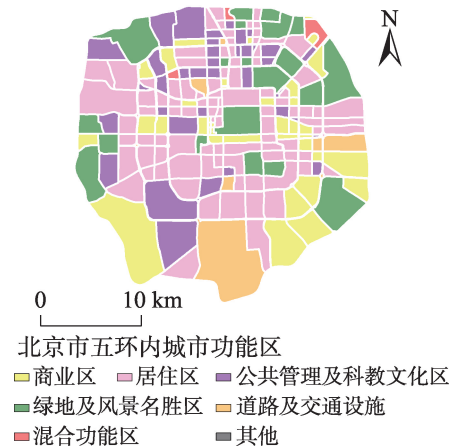 N
0 10 km
北京市五环内城市功能区
商业区 居住区 公共管理及科教文化区
绿地及风景名胜区 道路及交通设施
混合功能区 其他